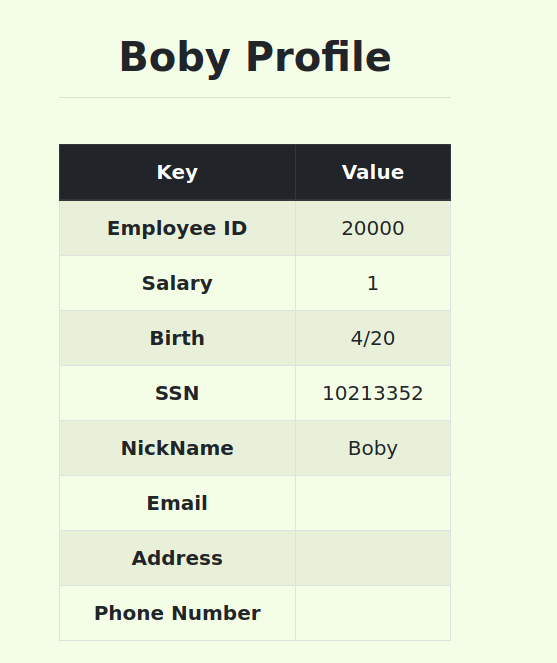 Boby Profile
Key Value
Employee ID 20000
Salary 1
Birth 4/20
SSN 10213352
NickName Boby
Email
Address
Phone Number